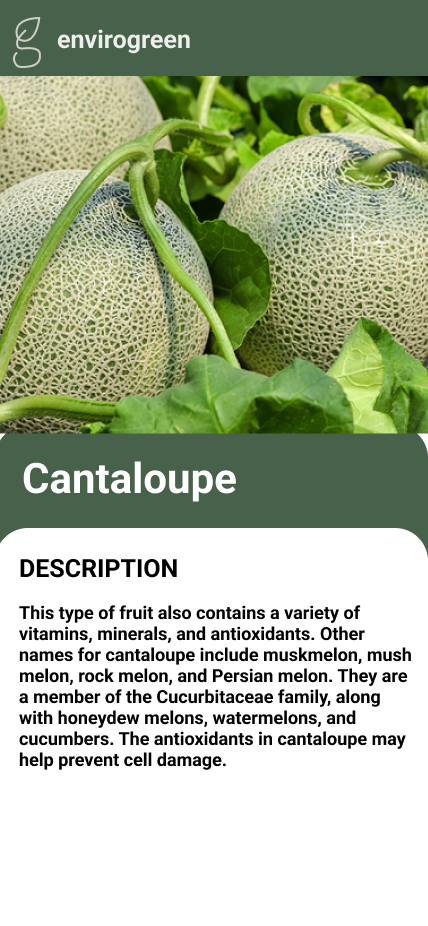 envirogreen
Cantaloupe
DESCRIPTION
This type of fruit also contains a variety of
vitamins, minerals, and antioxidants. Other
names for cantaloupe include muskmelon, mush
melon, rock melon, and Persian melon. They are
a member of the Cucurbitaceae family, along
with honeydew melons, watermelons, and
cucumbers. The antioxidants in cantaloupe may
help prevent cell damage.